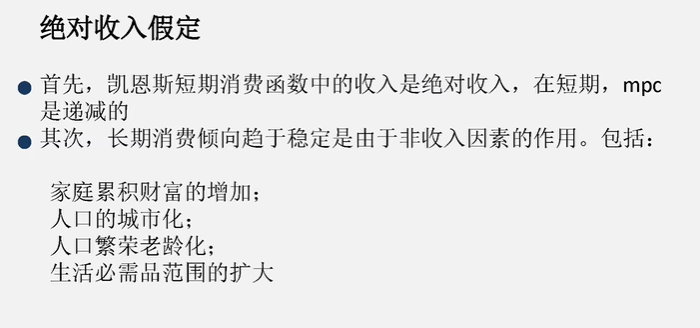 绝对收入假定
首先，凯恩斯短期消费函数中的收入是绝对收入，在短期，mpc
是递减的
其次，长期消费倾向趋于稳定是由于非收入因素的作用。包括：
家庭累积财富的增加；
人口的城市化；
人口繁荣老龄化；
生活必需品范围的扩大